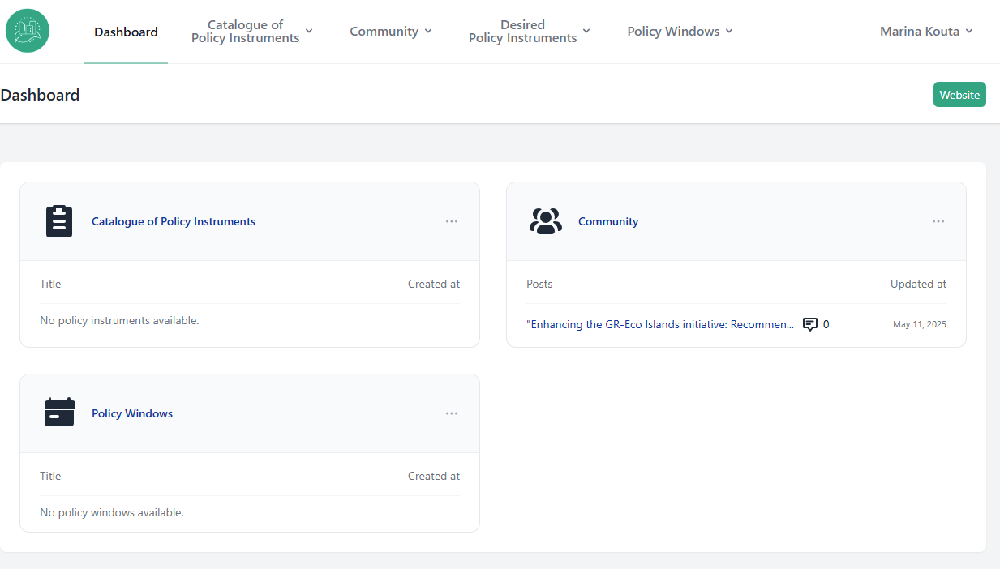 Dashboard
Catalogue of
Policy Instruments
Community
Desired
Policy Instruments
Policy Windows
Marina Kouta
Dashboard
Website
Catalogue of Policy Instruments
...
Title
Created at
No policy instruments available.
Community
...
Posts
Updated at
"Enhancing the GR-Eco Islands initiative: Recommen...
0
May 11, 2025
Policy Windows
...
Title
Created at
No policy windows available.